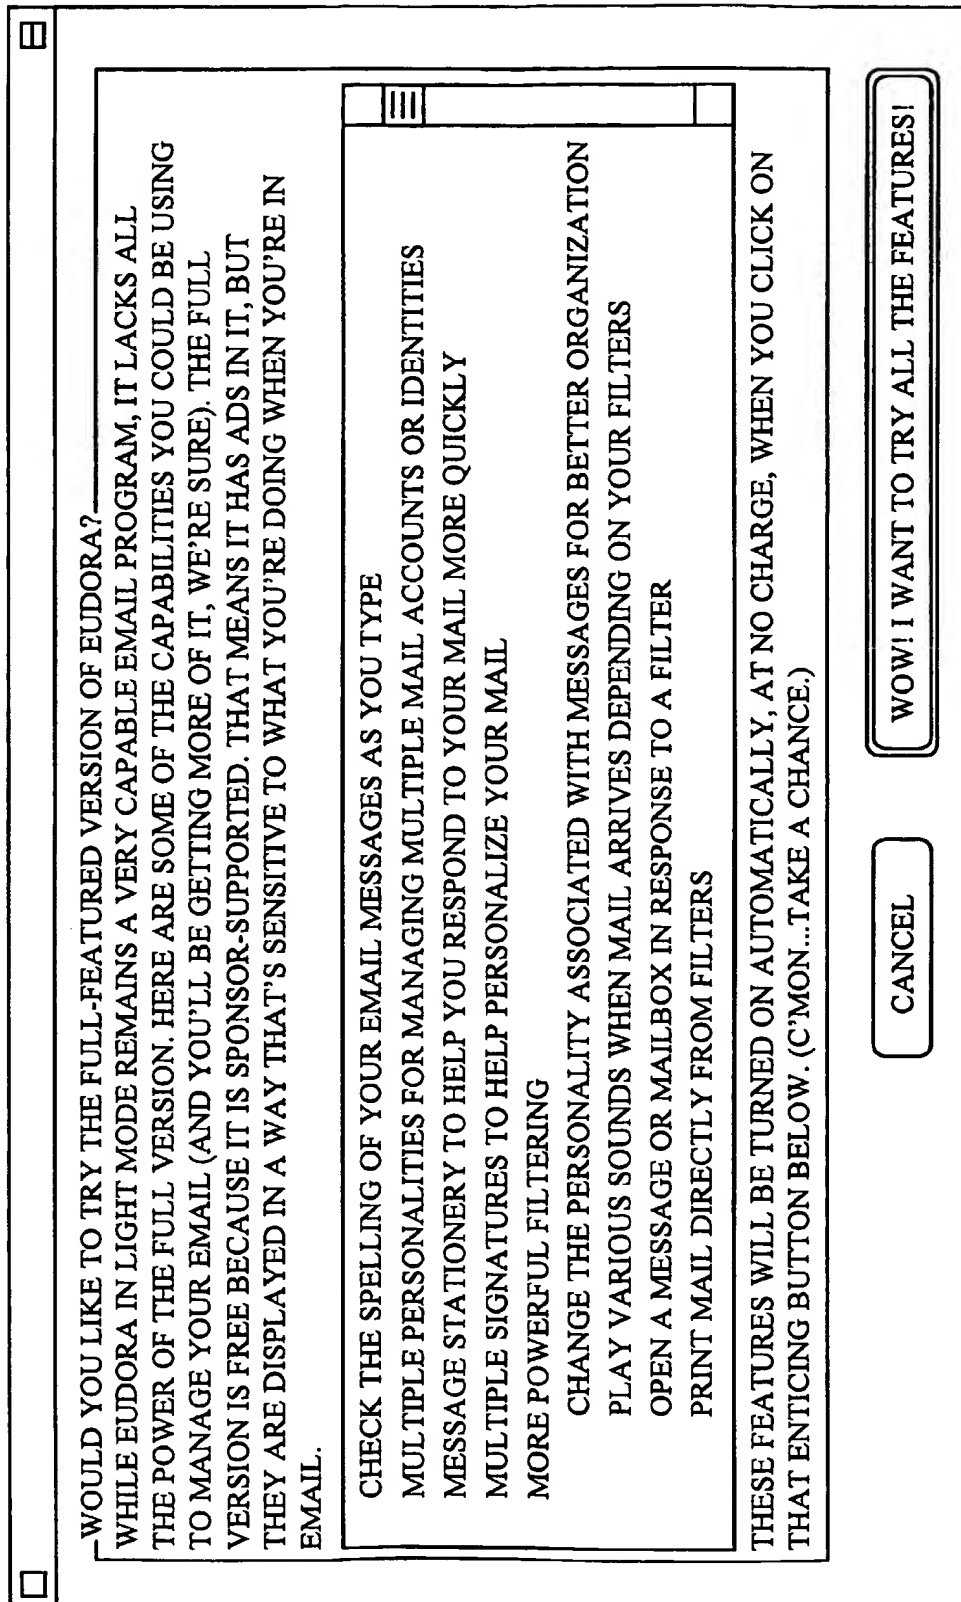 WOULD YOU LIKE TO TRY THE FULL-FEATURED VERSION OF EUDORA?
WHILE EUDORA IN LIGHT MODE REMAINS A VERY CAPABLE EMAIL PROGRAM, IT LACKS ALL
THE POWER OF THE FULL VERSION. HERE ARE SOME OF THE CAPABILITIES YOU COULD BE USING
TO MANAGE YOUR EMAIL (AND YOU'LL BE GETTING MORE OF IT, WE'RE SURE). THE FULL
VERSION IS FREE BECAUSE IT IS SPONSOR-SUPPORTED. THAT MEANS IT HAS ADS IN IT, BUT
THEY ARE DISPLAYED IN A WAY THAT'S SENSITIVE TO WHAT YOU'RE DOING WHEN YOU'RE IN
EMAIL.
CHECK THE SPELLING OF YOUR EMAIL MESSAGES AS YOU TYPE
MULTIPLE PERSONALITIES FOR MANAGING MULTIPLE MAIL ACCOUNTS OR IDENTITIES
MESSAGE STATIONERY TO HELP YOU RESPOND TO YOUR MAIL MORE QUICKLY
MULTIPLE SIGNATURES TO HELP PERSONALIZE YOUR MAIL
MORE POWERFUL FILTERING
CHANGE THE PERSONALITY ASSOCIATED WITH MESSAGES FOR BETTER ORGANIZATION
PLAY VARIOUS SOUNDS WHEN MAIL ARRIVES DEPENDING ON YOUR FILTERS
OPEN A MESSAGE OR MAILBOX IN RESPONSE TO A FILTER
PRINT MAIL DIRECTLY FROM FILTERS
THESE FEATURES WILL BE TURNED ON AUTOMATICALLY, AT NO CHARGE, WHEN YOU CLICK ON
THAT ENTICING BUTTON BELOW. (C'MON...TAKE A CHANCE.)
CANCEL
WOW! I WANT TO TRY ALL THE FEATURES!